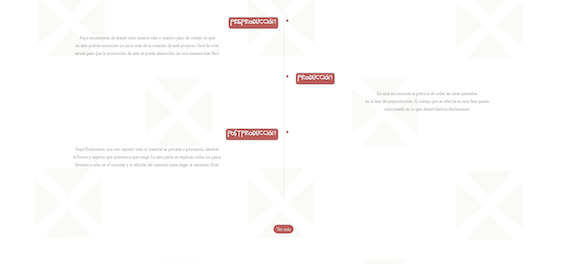 PREPRODUCCIÓN
Aquí encontrarás de donde nace nuestra idea y nuestro plan de trabajo ya que
en este podrás encontrar un poco más de la creación de este proyecto. Será de vital
ayuda para que la producción de este se pueda desarrollar de una manera más fácil.
PRODUCCIÓN
En esta encontrarás la práctica de todas las ideas pensadas
en la fase de preproducción. El trabajo que se efectúa en esta fase queda
solucionado en lo que desarrollamos
POSTPRODUCCIÓN
Aquí finalmente, una vez captado todo el material se procede a procesarlo dándole
la forma y aspecto que queremos que tenga. En esta parte se explican todos los pasos
llevados a cabo en el montaje y la edición del material hasta llegar al resultado final.
Ver más